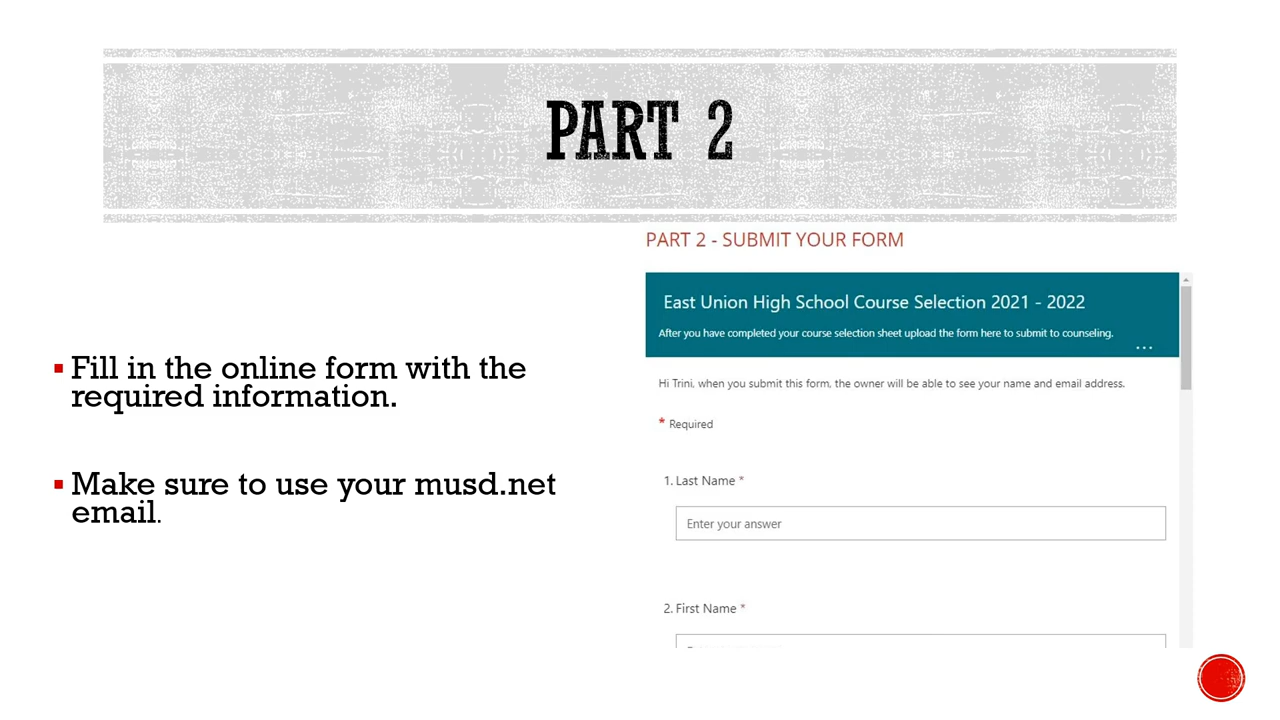 PART 2
Fill in the online form with the
required information.
Make sure to use your musd.net
email.
PART 2 - SUBMIT YOUR FORM
East Union High School Course Selection 2021 - 2022
After you have completed your course selection sheet upload the form here to submit to counseling.
...
Hi Trini, when you submit this form, the owner will be able to see your name and email address.
* Required
1. Last Name *
Enter your answer
2. First Name *